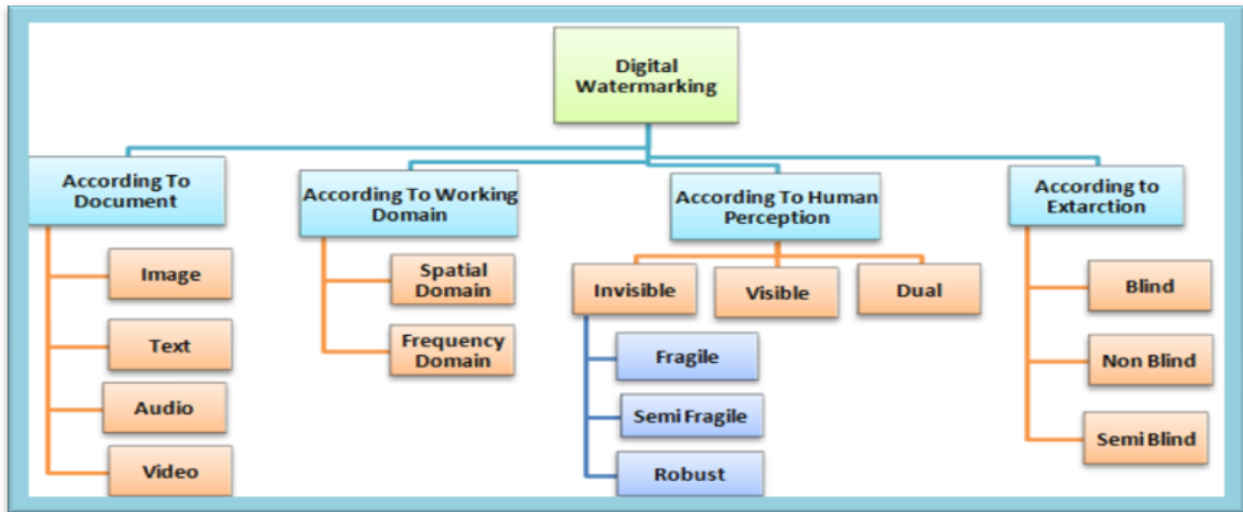 Digital
Watermarking
According To
Document
According To Working
Domain
According To Human
Perception
According to
Extarction
Image
Text
Audio
Video
Spatial
Domain
Frequency
Domain
Invisible
Visible
Dual
Fragile
Semi Fragile
Robust
Blind
Non Blind
Semi Blind